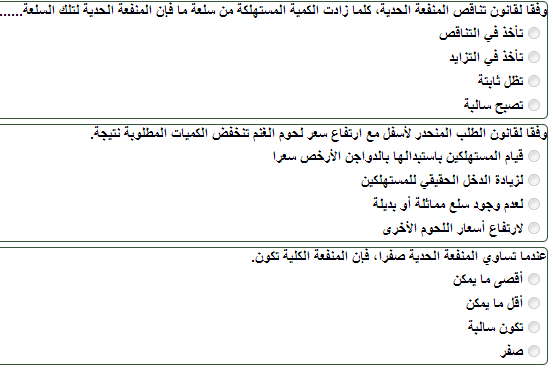 وفقا لقانون تناقص المنفعة الحدية، كلما زادت الكمية المستهلكة من سلعة ما فإن المنفعة الحدية لتلك السلعة......
تأخذ في التناقص
تأخذ في التزايد
تظل ثابتة
تصبح سالبة
وفقا لقانون الطلب المنحدر لأسفل مع ارتفاع سعر لحوم الغنم تنخفض الكميات المطلوبة نتيجة.
قيام المستهلكين باستبدالها بالدواجن الأرخص سعرا
لزيادة الدخل الحقيقي للمستهلكين
لعدم وجود سلع مماثلة أو بديلة
لارتفاع أسعار اللحوم الأخرى
عندما تساوي المنفعة الحدية صفرا، فإن المنفعة الكلية تكون.
أقصى ما يمكن
أقل ما يمكن
تكون سالبة
صفر